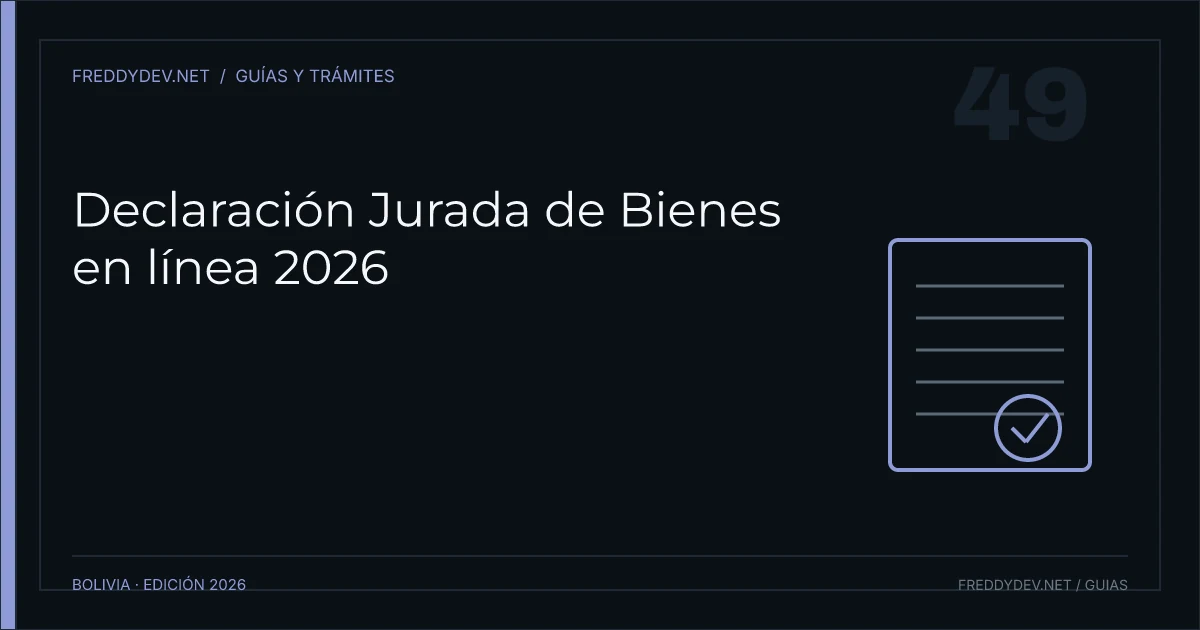 FREDDYDEV.NET / GUÍAS Y TRÁMITES
49
Declaración Jurada de Bienes
en línea 2026
BOLIVIA · EDICIÓN 2026
FREDDYDEV.NET / GUIAS